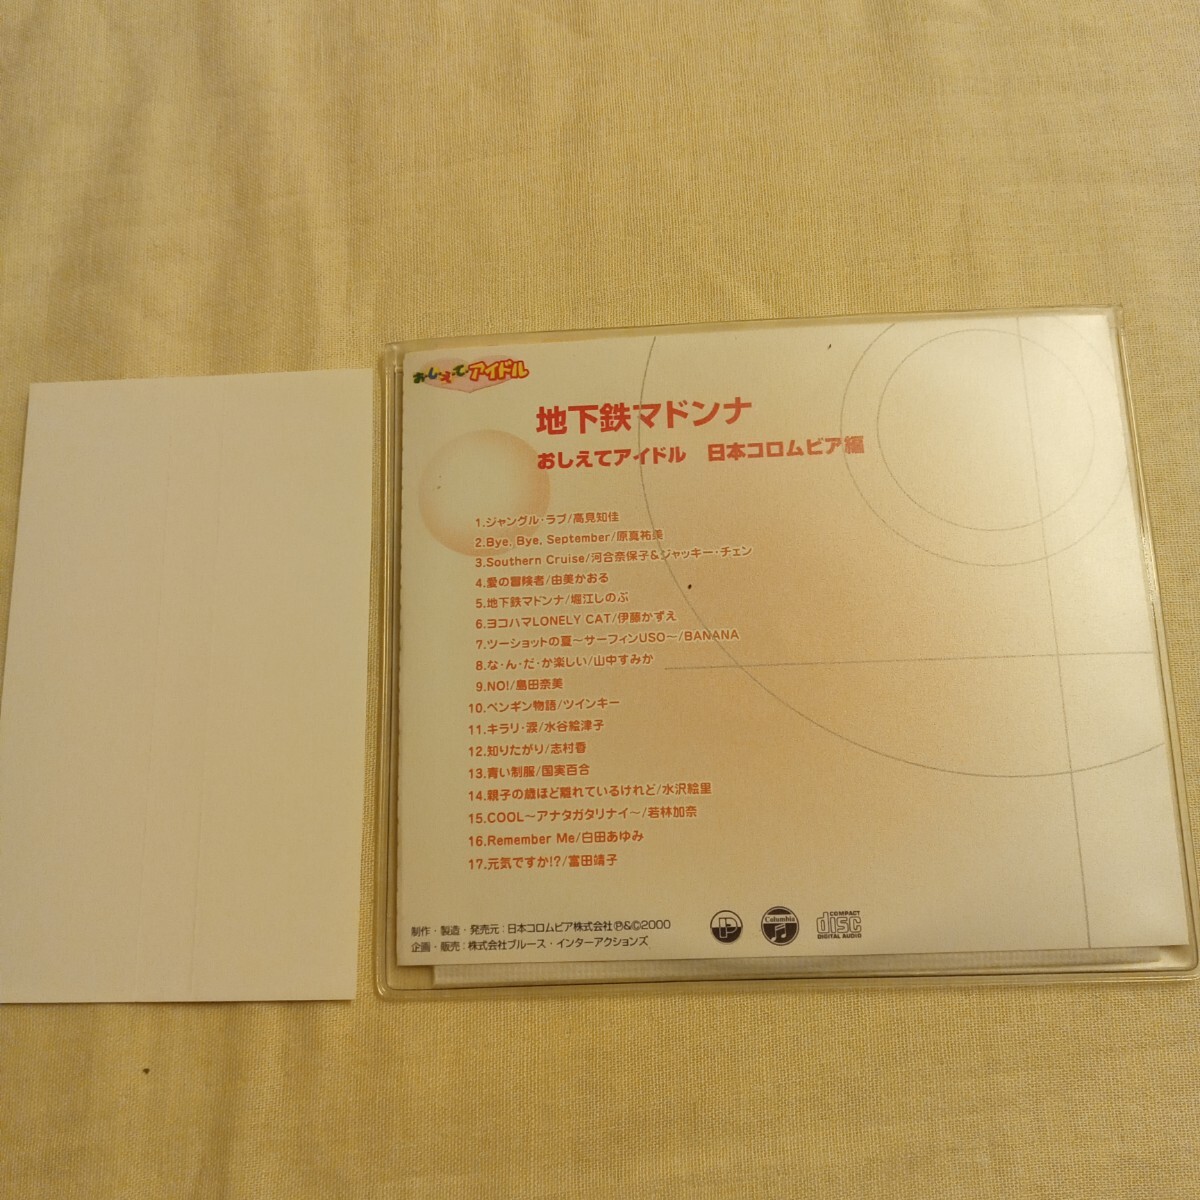 おしえてアイドル
地下鉄マドンナ
おしえてアイドル 日本コロムビア編
1.ジャングル・ラブ/高見知佳
2.Bye, Bye, September/原真祐美
3.Southern Cruise/河合奈保子&ジャッキー・チェン
4.愛の冒険者/由美かおる
5.地下鉄マドンナ/堀江しのぶ
6.ヨコハマLONELY CAT/伊藤かずえ
7.ツーショットの夏〜サーフィンUSO〜/BANANA
8.な・ん・だ・か楽しい/山中すみか
9.NO!/島田奈美
10.ペンギン物語/ツインキー
11.キラリ・涙/水谷絵津子
12.知りたがり/志村香
13.青い制服/国実百合
14.親子の歳ほど離れているけれど/水沢絵里
15.COOL〜アナタガタリナイ〜/若林加奈
16.Remember Me/白田あゆみ
17.元気ですか!?/富田靖子
制作・製造・発売元:日本コロムビア株式会社℗&©2000
企画・販売:株式会社ブルース・インターアクションズ
P
Columbia
COMPACT
disc
DIGITAL AUDIO